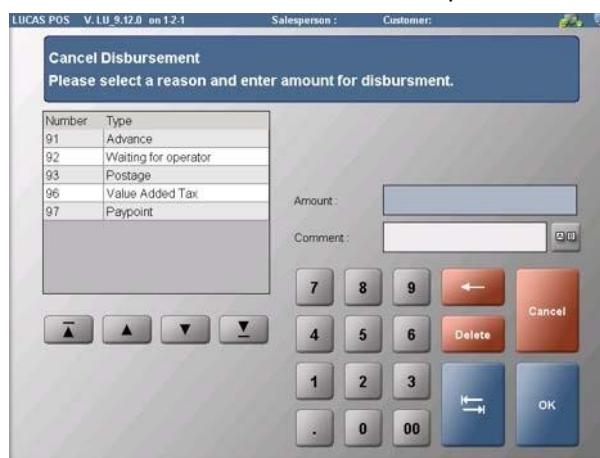 LUCAS POS V. LU_9.12.0 on 1-2-1 Salesperson : Customer:
Cancel Disbursement
Please select a reason and enter amount for disbursment.
Number Type
91 Advance
92 Waiting for operator
93 Postage
96 Value Added Tax
97 Paypoint
Amount :
Comment :
7 8 9
Cancel
4 5 6 Delete
1 2 3
OK
. 0 00